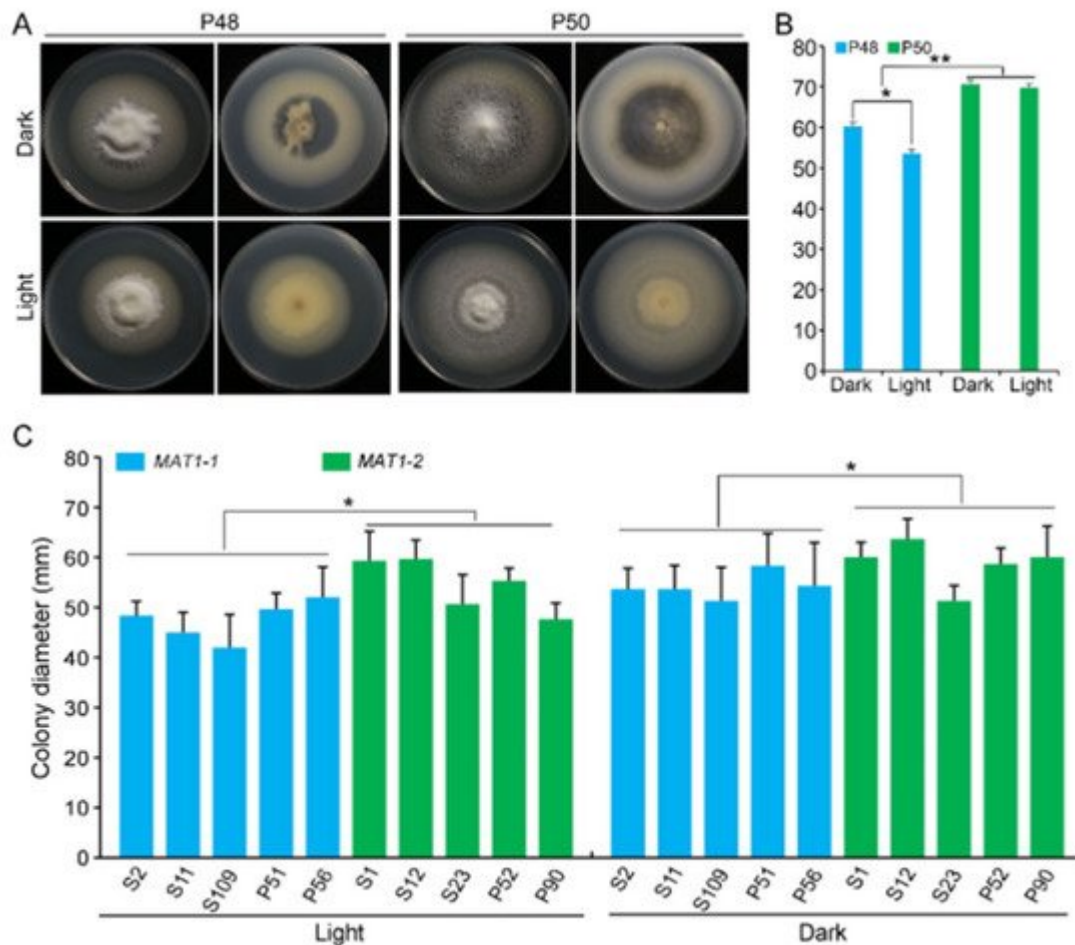 A
P48
P50
Dark
Light
B
P48 P50
**
*
80
70
60
50
40
30
20
10
0
Dark Light Dark Light
C
MAT1-1 MAT1-2
Colony diameter (mm)
80
70
60
50
40
30
20
10
0
*
*
S2 S11 S109 P51 P56 S1 S12 S23 P52 P90
S2 S11 S109 P51 P56 S1 S12 S23 P52 P90
Light Dark